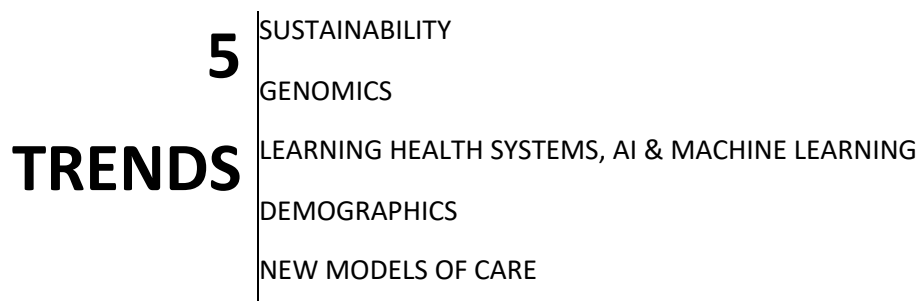 5
TRENDS
SUSTAINABILITY
GENOMICS
LEARNING HEALTH SYSTEMS, AI & MACHINE LEARNING
DEMOGRAPHICS
NEW MODELS OF CARE